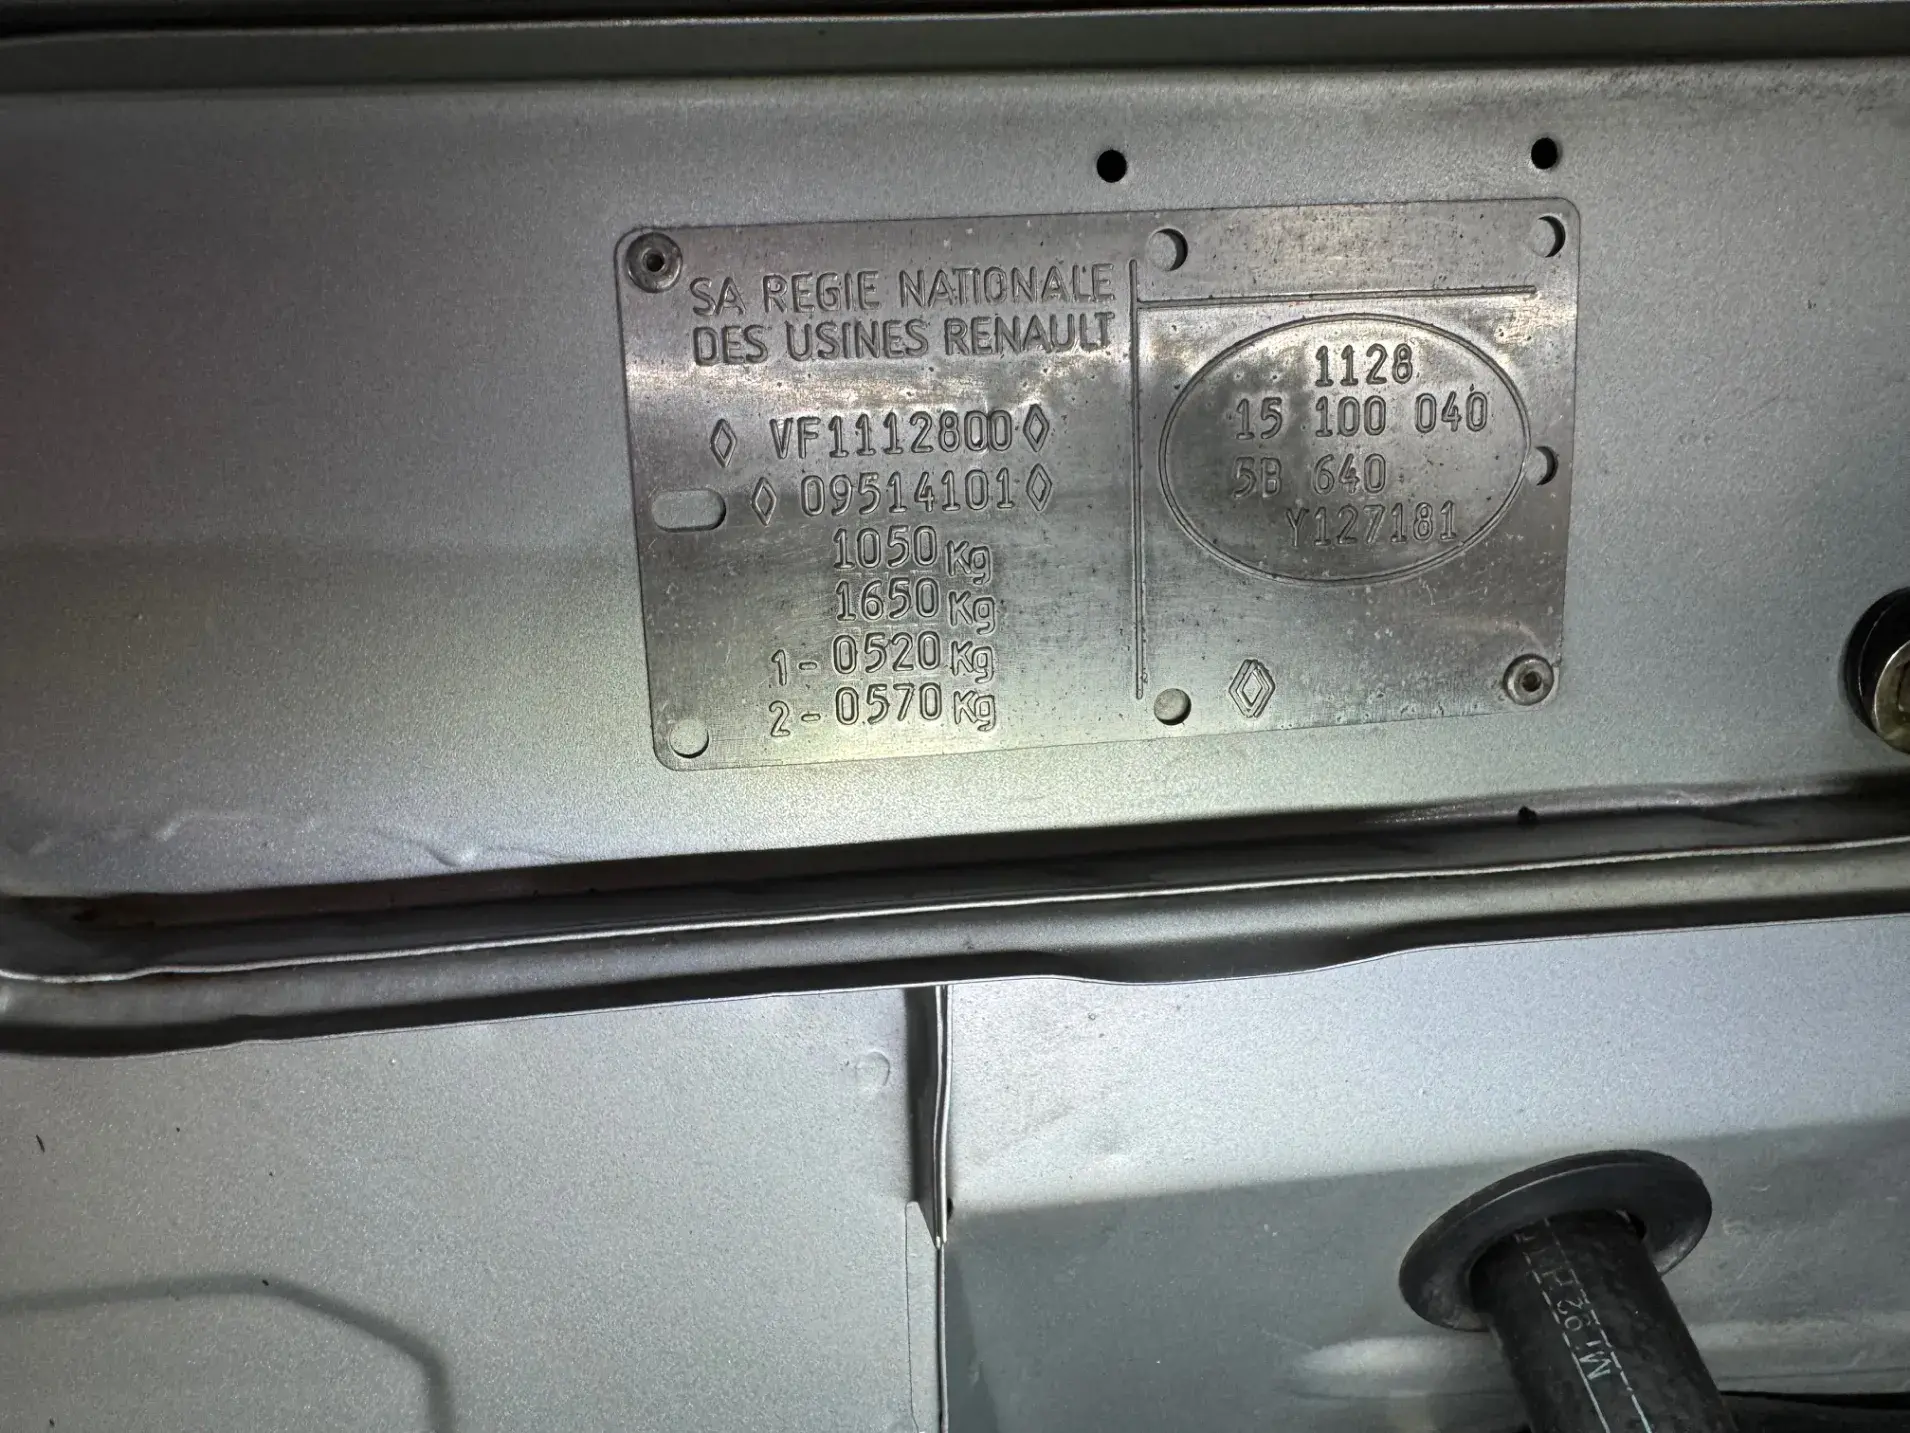 SA REGIE NATIONALE
DES USINES RENAULT
◊ VF1112800 ◊
◊ 09514101 ◊
1050 Kg
1650 Kg
1- 0520 Kg
2- 0570 Kg
1128
15 100 040
5B 640
Y127181